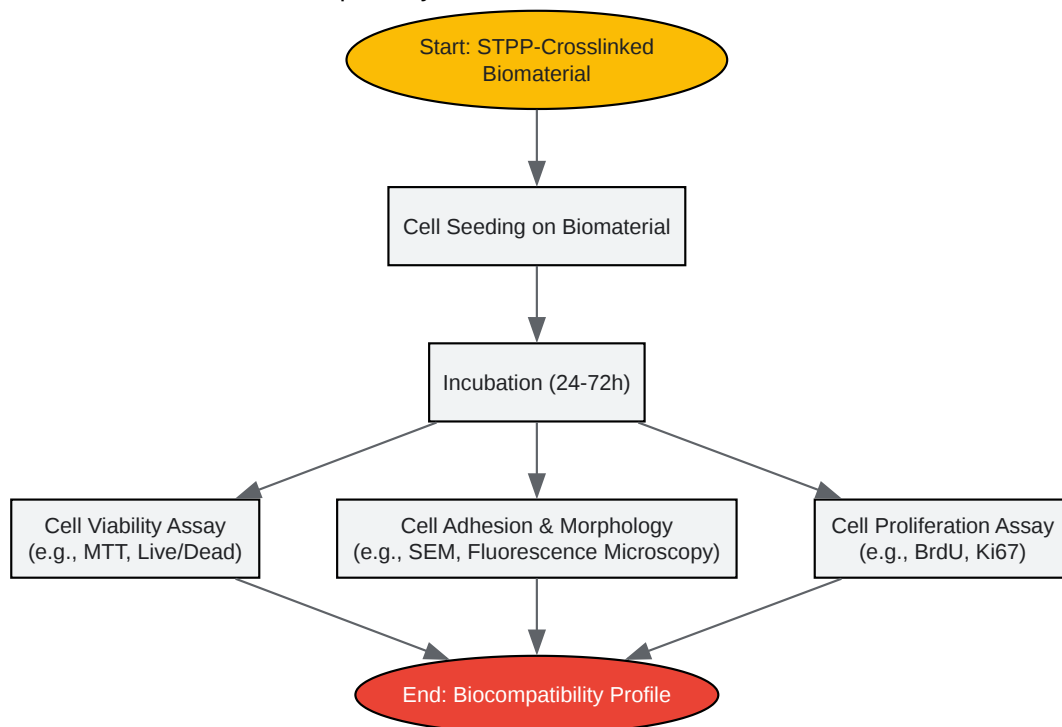 Start: STPP-Crosslinked
Biomaterial
Cell Seeding on Biomaterial
Incubation (24-72h)
Cell Viability Assay
(e.g., MTT, Live/Dead)
Cell Adhesion & Morphology
(e.g., SEM, Fluorescence Microscopy)
Cell Proliferation Assay
(e.g., BrdU, Ki67)
End: Biocompatibility Profile